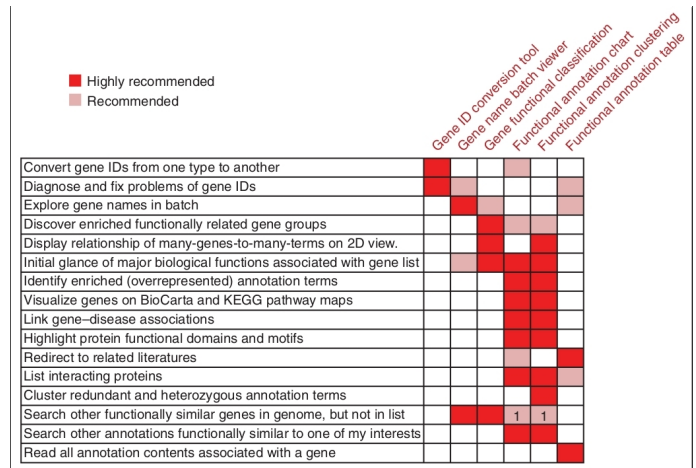 Highly recommended
Recommended
Gene ID conversion tool
Gene name batch viewer
Gene functional classification
Functional annotation chart
Functional annotation clustering
Functional annotation table
Convert gene IDs from one type to another
Diagnose and fix problems of gene IDs
Explore gene names in batch
Discover enriched functionally related gene groups
Display relationship of many-genes-to-many-terms on 2D view.
Initial glance of major biological functions associated with gene list
Identify enriched (overrepresented) annotation terms
Visualize genes on BioCarta and KEGG pathway maps
Link gene–disease associations
Highlight protein functional domains and motifs
Redirect to related literatures
List interacting proteins
Cluster redundant and heterozygous annotation terms
Search other functionally similar genes in genome, but not in list 1 1
Search other annotations functionally similar to one of my interests
Read all annotation contents associated with a gene